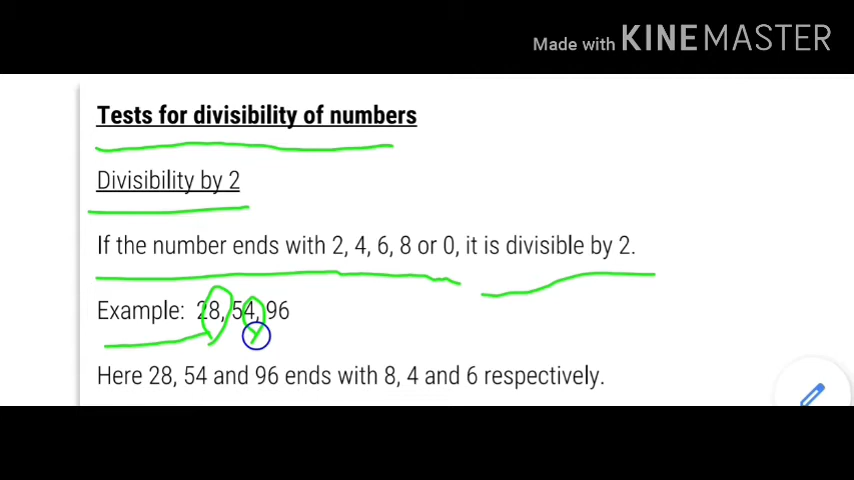 Made with KINEMASTER
Tests for divisibility of numbers
Divisibility by 2
If the number ends with 2, 4, 6, 8 or 0, it is divisible by 2.
Example: 28, 54, 96
Here 28, 54 and 96 ends with 8, 4 and 6 respectively.